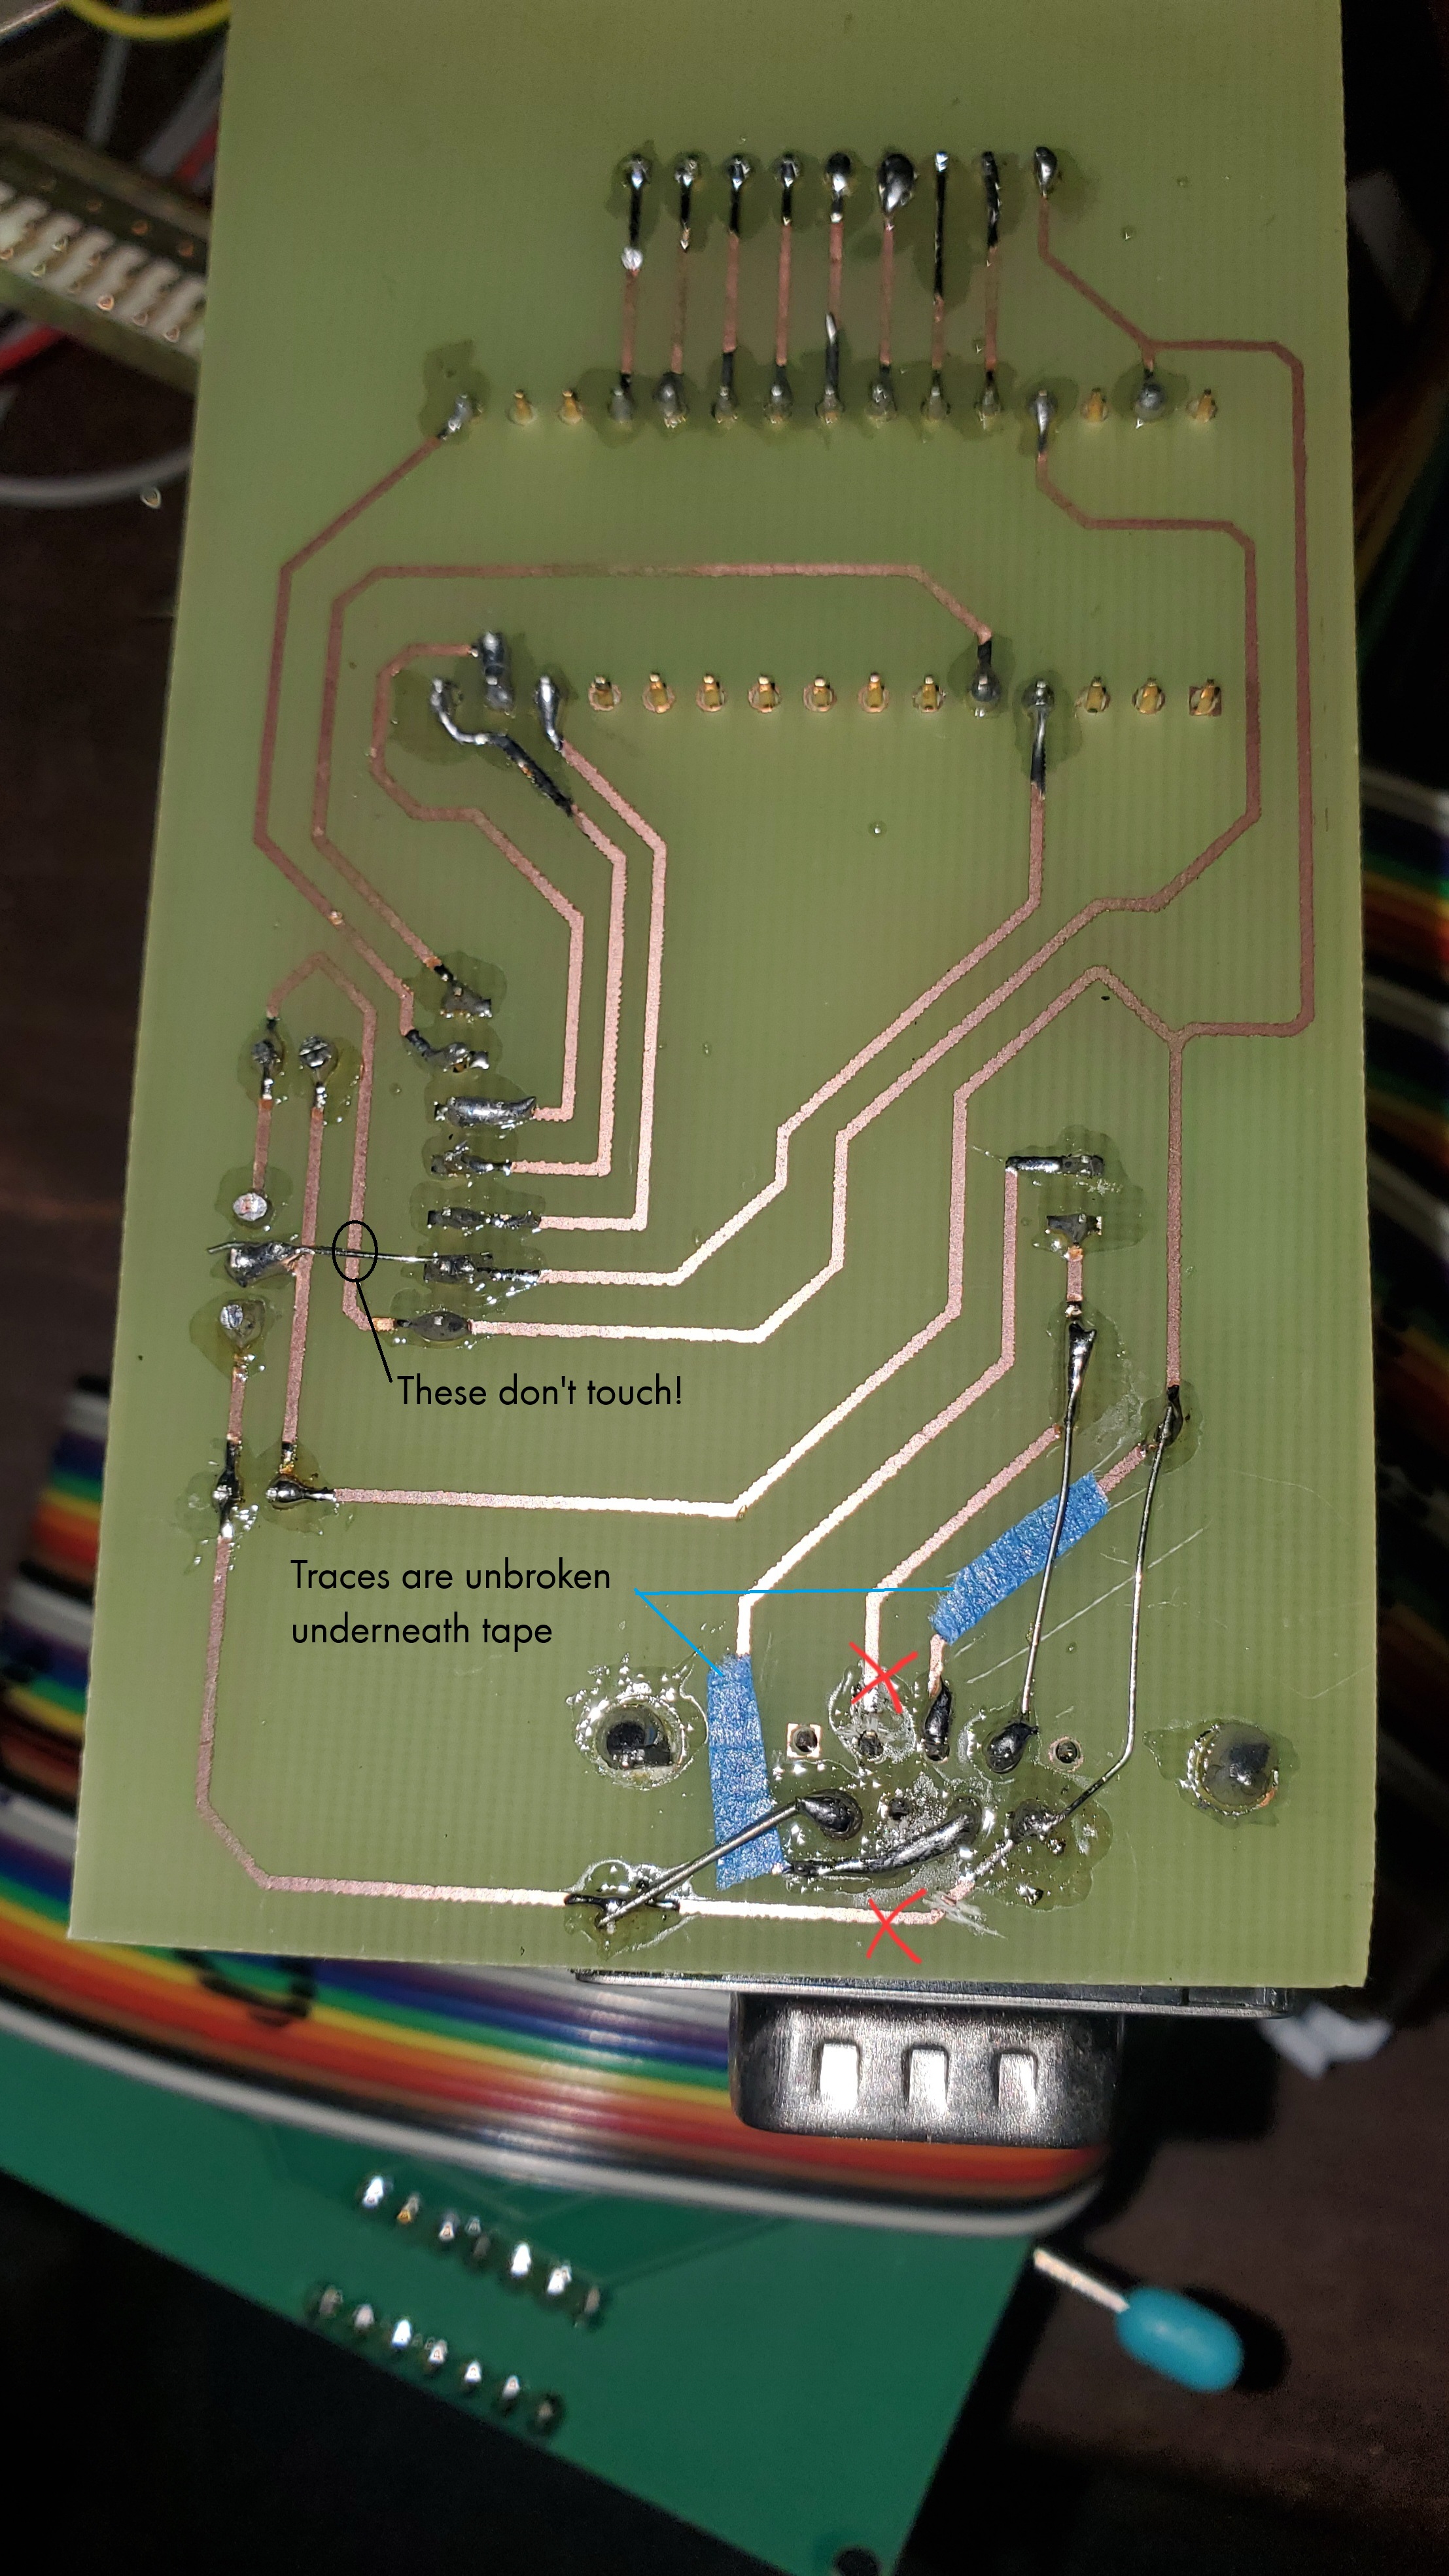 These don't touch!
Traces are unbroken
underneath tape